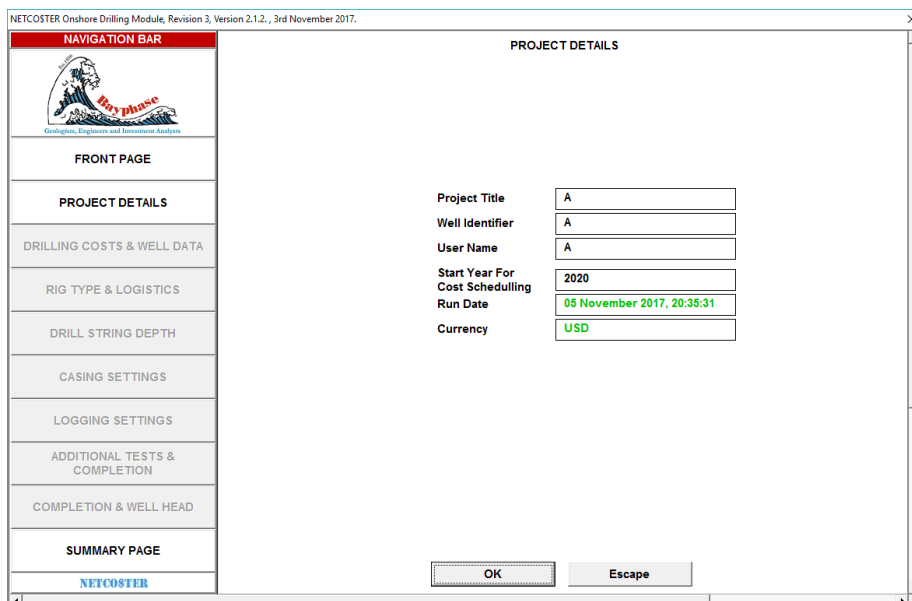 NETCO$TER Onshore Drilling Module, Revision 3, Version 2.1.2. , 3rd November 2017.
NAVIGATION BAR
PROJECT DETAILS
Est 1996
Bayphase
Geologists, Engineers and Investment Analysts
FRONT PAGE
PROJECT DETAILS
DRILLING COSTS & WELL DATA
RIG TYPE & LOGISTICS
DRILL STRING DEPTH
CASING SETTINGS
LOGGING SETTINGS
ADDITIONAL TESTS &
COMPLETION
COMPLETION & WELL HEAD
SUMMARY PAGE
NETCO$TER
Project Title A
Well Identifier A
User Name A
Start Year For
Cost Schedulling 2020
Run Date 05 November 2017, 20:35:31
Currency USD
OK Escape